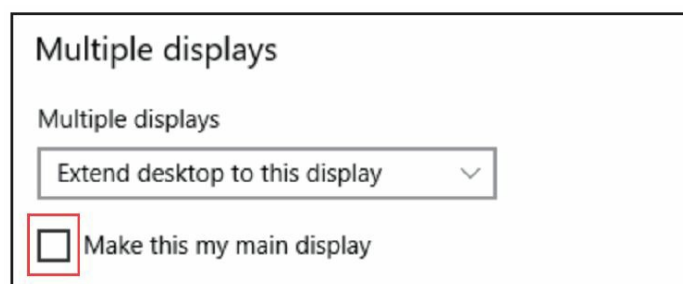 Multiple displays
Multiple displays
Extend desktop to this display
Make this my main display